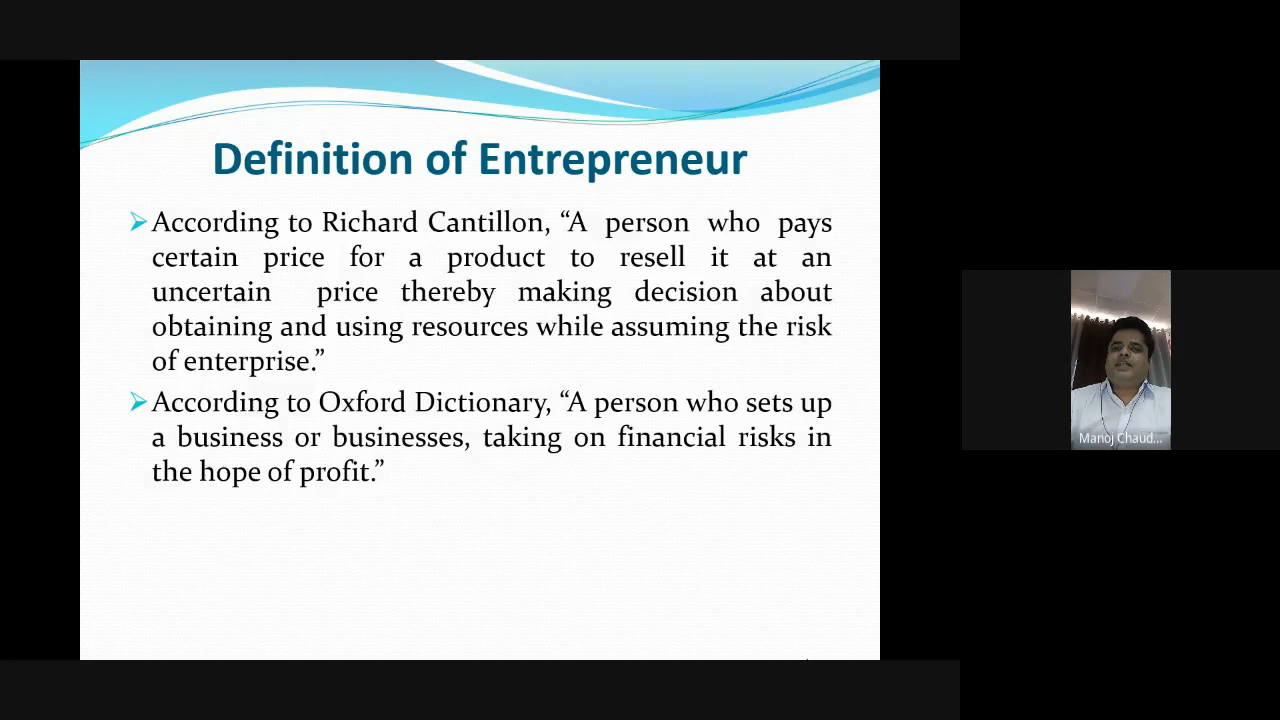 Definition of Entrepreneur
➢According to Richard Cantillon, “A person who pays
certain price for a product to resell it at an
uncertain price thereby making decision about
obtaining and using resources while assuming the risk
of enterprise.”
➢According to Oxford Dictionary, “A person who sets up
a business or businesses, taking on financial risks in
the hope of profit.”
Manoj Chaud...